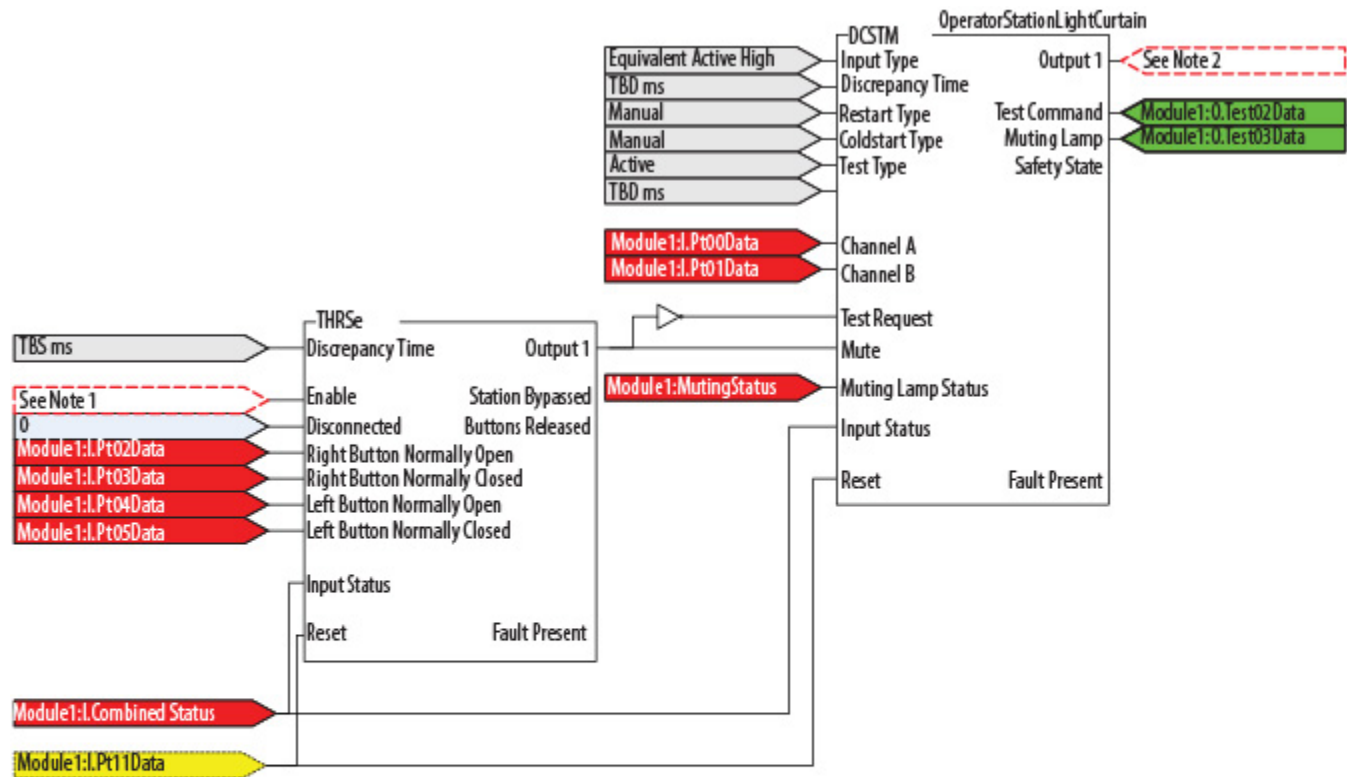 OperatorStationLightCurtain
DCSTM
Equivalent Active High
Input Type
Output 1
See Note 2
TBD ms
Discrepancy Time
Manual
Restart Type
Test Command
Module1:0.Test02Data
Manual
Coldstart Type
Muting Lamp
Module1:0.Test03Data
Active
Test Type
Safety State
TBD ms
Module1:I.Pt00Data
Channel A
Module1:I.Pt01Data
Channel B
THRSe
Test Request
TBS ms
Discrepancy Time
Output 1
Mute
See Note 1
Enable
Station Bypassed
Module1:MutingStatus
Muting Lamp Status
0
Disconnected
Buttons Released
Input Status
Module1:I.Pt02Data
Right Button Normally Open
Module1:I.Pt03Data
Right Button Normally Closed
Reset
Fault Present
Module1:I.Pt04Data
Left Button Normally Open
Module1:I.Pt05Data
Left Button Normally Closed
Input Status
Reset
Fault Present
Module1:I.Combined Status
Module1:I.Pt11Data